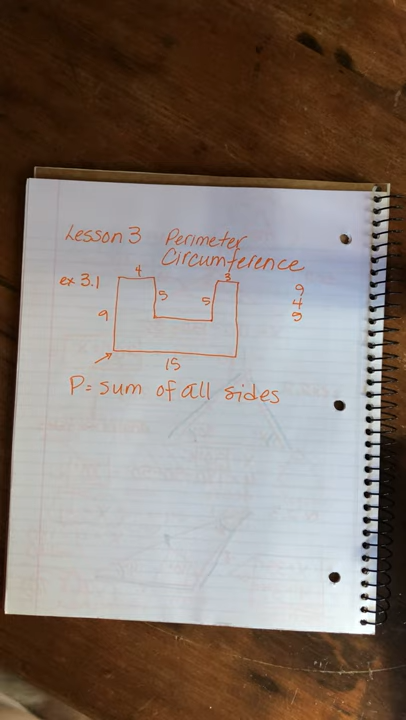 Lesson 3 Perimeter
Circumference
ex 3.1
4
3
9
5
5
15
9
4
5
P= sum of all sides